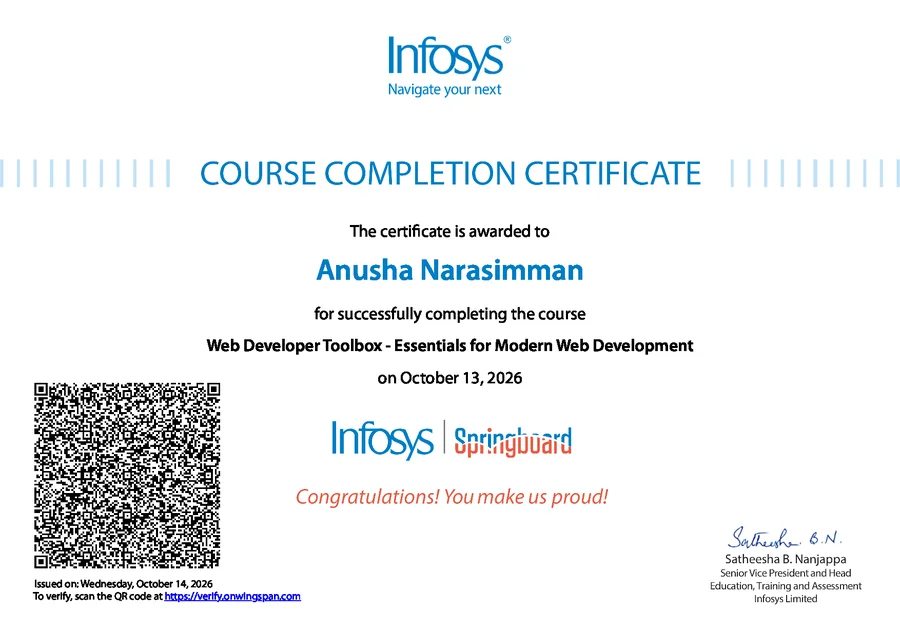 Infosys®
Navigate your next
COURSE COMPLETION CERTIFICATE
The certificate is awarded to
Anusha Narasimman
for successfully completing the course
Web Developer Toolbox - Essentials for Modern Web Development
on October 13, 2026
Infosys | Springboard
Congratulations! You make us proud!
Satheesha B.N.
Satheesha B. Nanjappa
Senior Vice President and Head
Education, Training and Assessment
Infosys Limited
Issued on: Wednesday, October 14, 2026
To verify, scan the QR code at https://verify.onwingspan.com